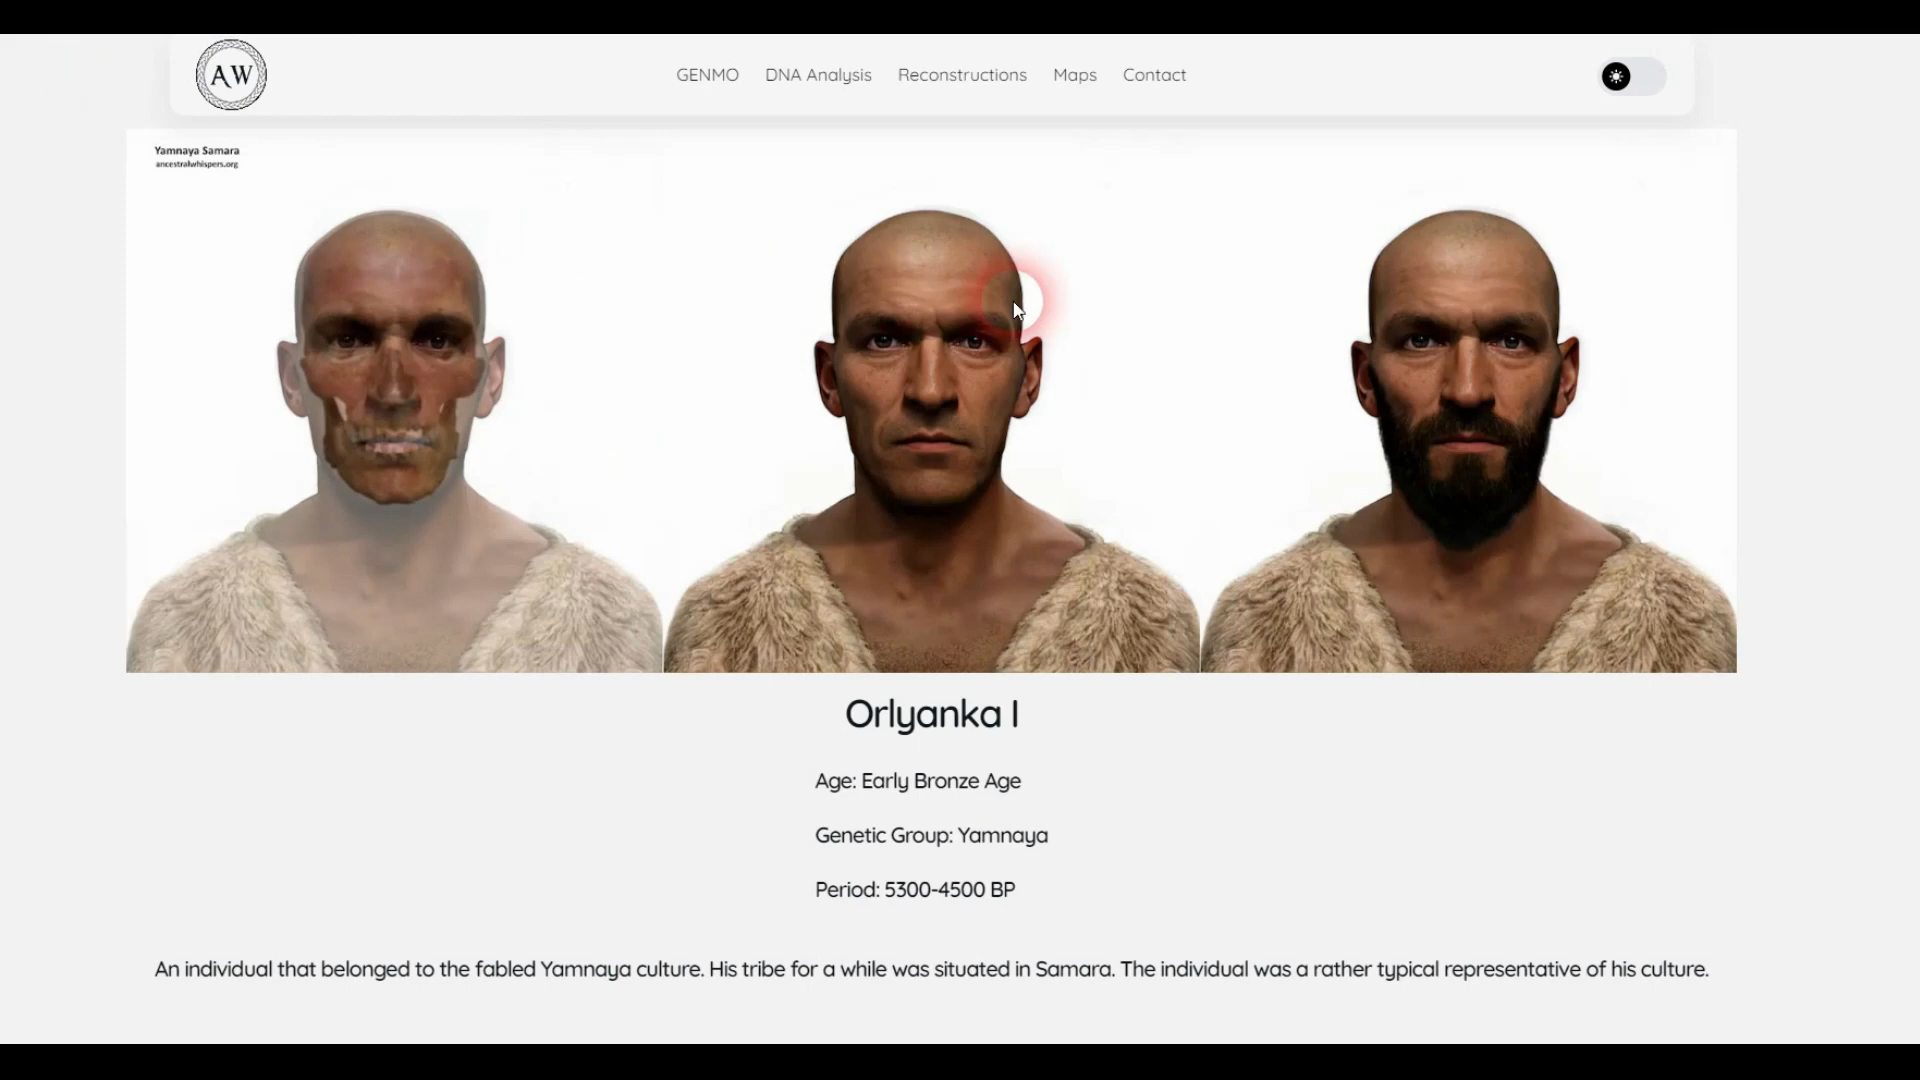 AW
GENMO DNA Analysis Reconstructions Maps Contact
Yamnaya Samara
ancestralwhispers.org
Orlyanka I
Age: Early Bronze Age
Genetic Group: Yamnaya
Period: 5300-4500 BP
An individual that belonged to the fabled Yamnaya culture. His tribe for a while was situated in Samara. The individual was a rather typical representative of his culture.